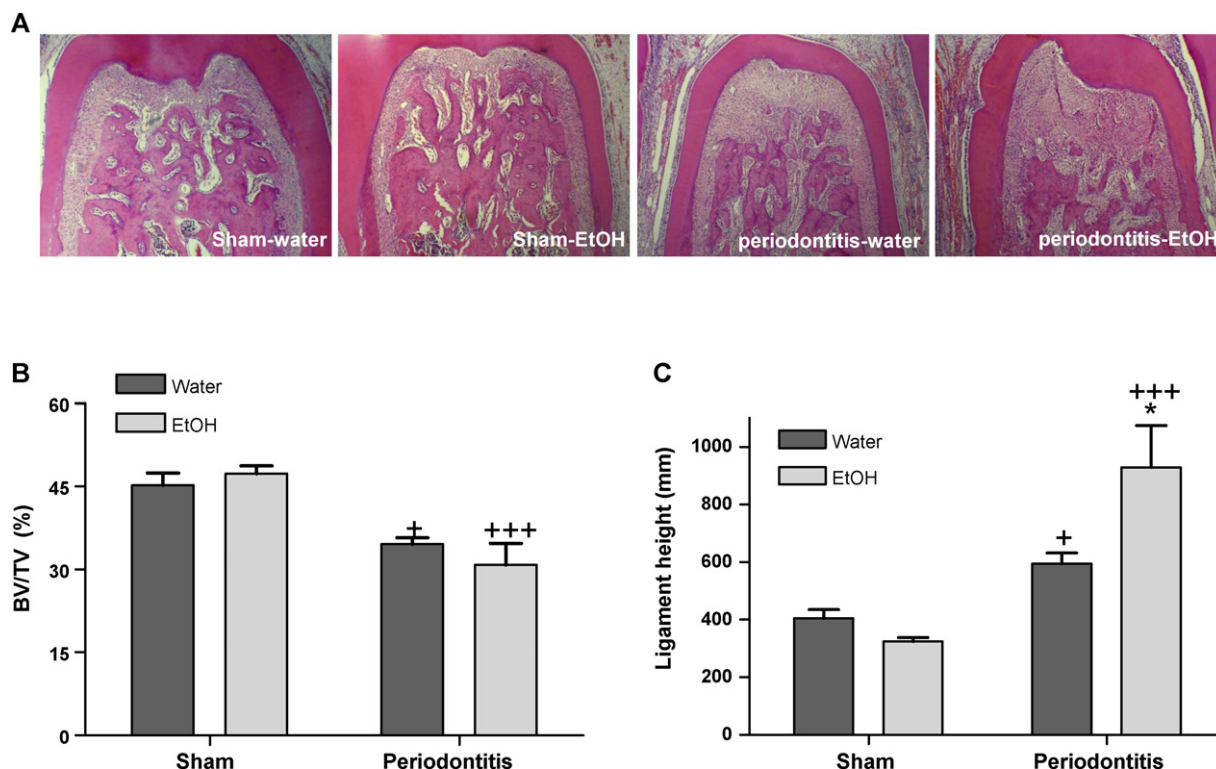 A
Sham-water
Sham-EtOH
periodontitis-water
periodontitis-EtOH
B
Water
EtOH
BV/TV (%)
60
45
30
15
0
+
+++
Sham
Periodontitis
C
Water
EtOH
Ligament height (mm)
1000
800
600
400
200
0
+
+++
*
Sham
Periodontitis